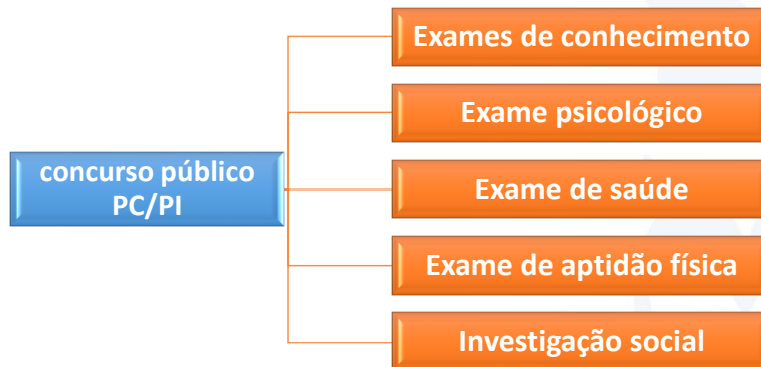 concurso público
PC/PI
Exames de conhecimento
Exame psicológico
Exame de saúde
Exame de aptidão física
Investigação social